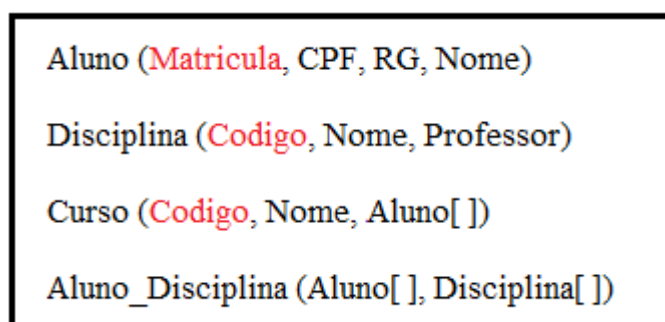 Aluno (Matricula, CPF, RG, Nome)
Disciplina (Codigo, Nome, Professor)
Curso (Codigo, Nome, Aluno[ ])
Aluno_Disciplina (Aluno[ ], Disciplina[ ])